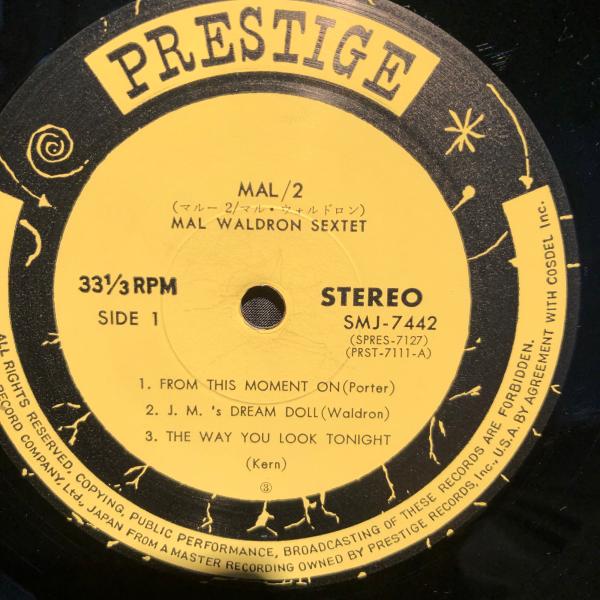 PRESTIGE
MAL/2
(マルー2/マル・ウォルドロン)
MAL WALDRON SEXTET
33⅓ RPM
STEREO
SIDE 1
SMJ-7442
(SPRES-7127)
(PRST-7111-A)
1. FROM THIS MOMENT ON (Porter)
2. J. M. 's DREAM DOLL (Waldron)
3. THE WAY YOU LOOK TONIGHT
(Kern)
③
ALL RIGHTS RESERVED, COPYING, PUBLIC PERFORMANCE, BROADCASTING OF THESE RECORDS ARE FORBIDDEN.
RECORD COMPANY, Ltd., JAPAN FROM A MASTER RECORDING OWNED BY PRESTIGE RECORDS, Inc., U.S.A. BY AGREEMENT WITH COSDEL Inc.